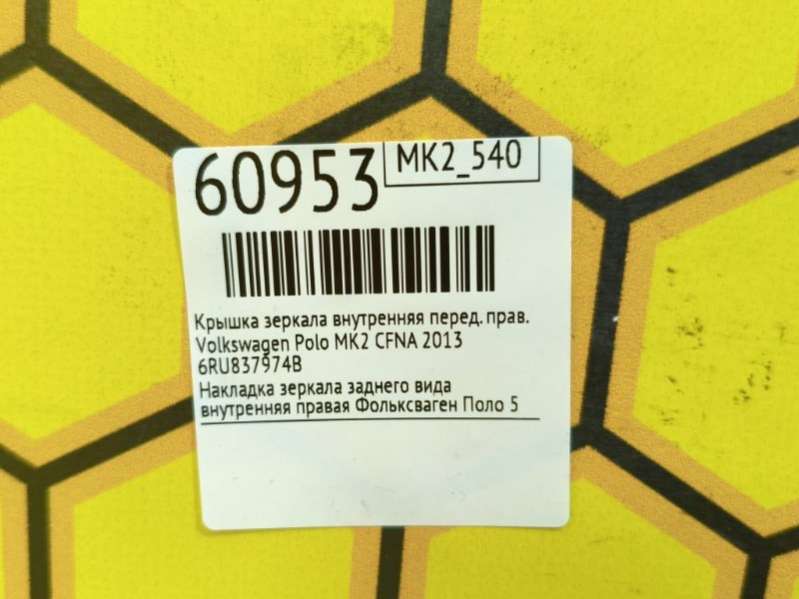 60953
MK2_540
Крышка зеркала внутренняя перед. прав.
Volkswagen Polo MK2 CFNA 2013
6RU837974B
Накладка зеркала заднего вида
внутренняя правая Фольксваген Поло 5